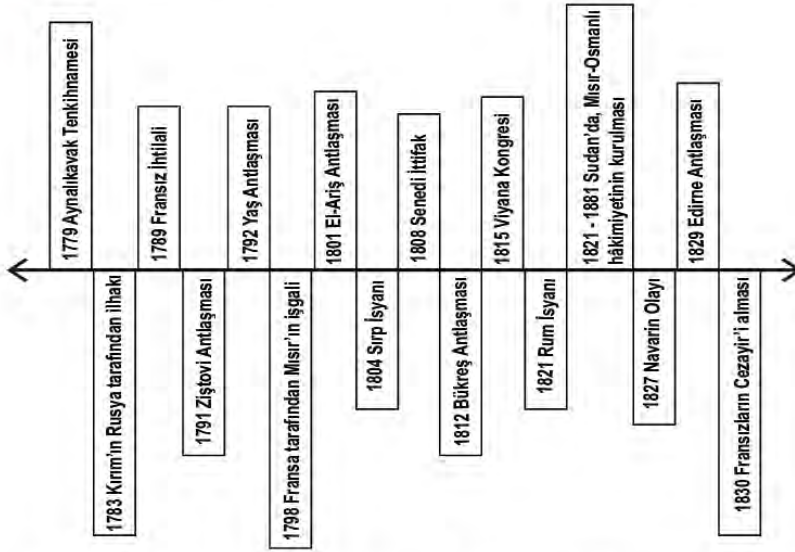 1779 Aynalıkavak Tenkihnamesi
1783 Kırım'ın Rusya tarafından ilhakı
1789 Fransız İhtilali
1791 Ziştovi Antlaşması
1792 Yaş Antlaşması
1798 Fransa tarafından Mısır'ın işgali
1801 El-Ariş Antlaşması
1804 Sırp İsyanı
1808 Senedi İttifak
1812 Bükreş Antlaşması
1815 Viyana Kongresi
1821 Rum İsyanı
1821 - 1881 Sudan'da, Mısır-Osmanlı
hâkimiyetinin kurulması
1827 Navarin Olayı
1829 Edirne Antlaşması
1830 Fransızların Cezayir'i alması